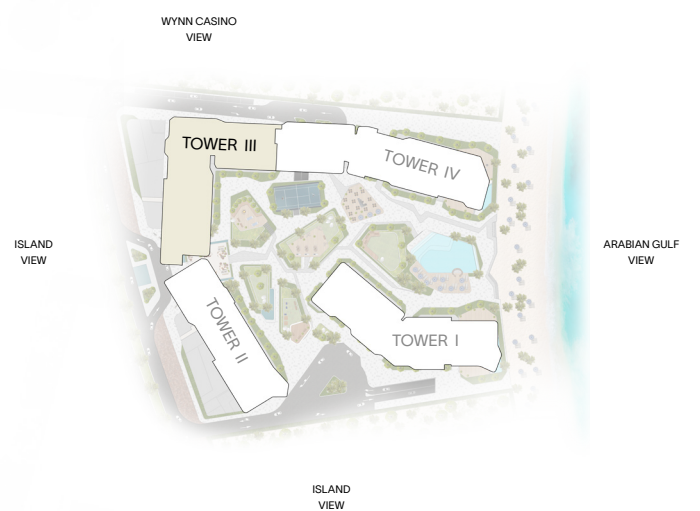 WYNN CASINO
VIEW
TOWER III
TOWER IV
ISLAND
VIEW
ARABIAN GULF
VIEW
TOWER II
TOWER I
ISLAND
VIEW